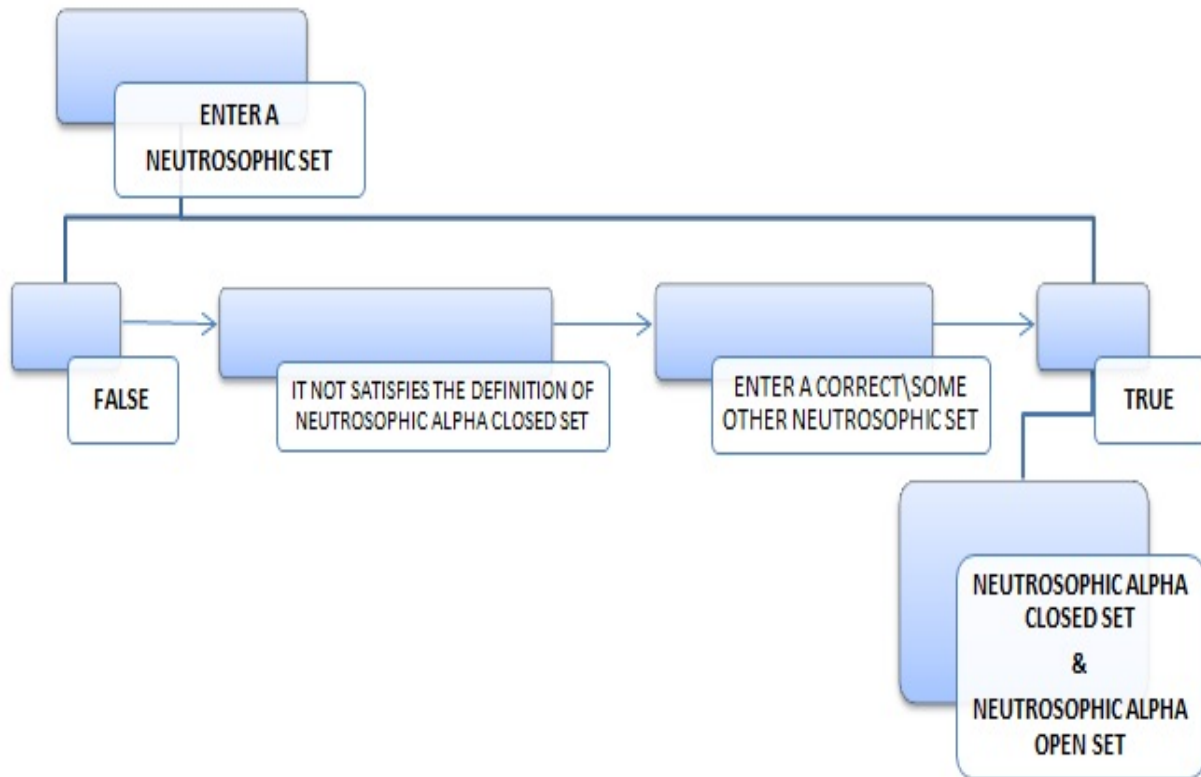 ENTER A
NEUTROSOPHIC SET
FALSE
IT NOT SATISFIES THE DEFINITION OF
NEUTROSOPHIC ALPHA CLOSED SET
ENTER A CORRECT\SOME
OTHER NEUTROSOPHIC SET
TRUE
NEUTROSOPHIC ALPHA
CLOSED SET
&
NEUTROSOPHIC ALPHA
OPEN SET